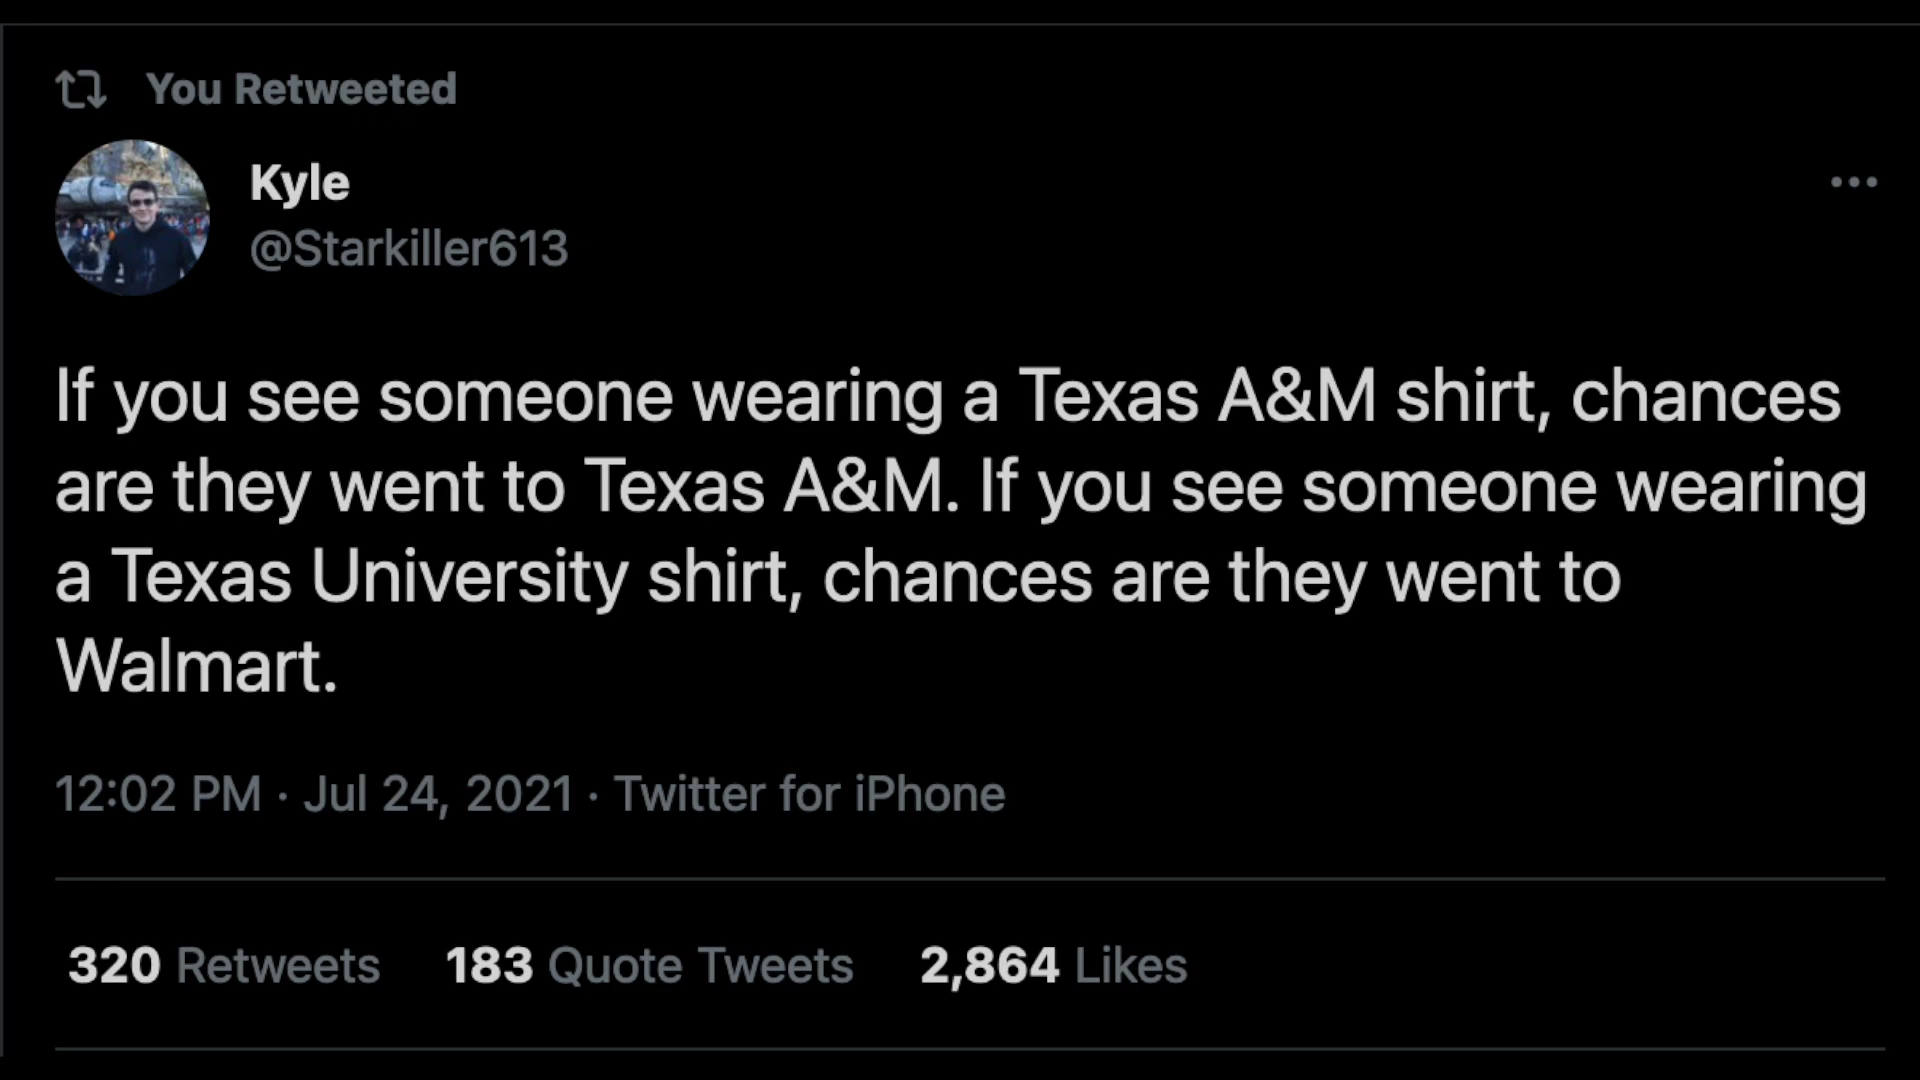 You Retweeted
Kyle
@Starkiller613
If you see someone wearing a Texas A&M shirt, chances
are they went to Texas A&M. If you see someone wearing
a Texas University shirt, chances are they went to
Walmart.
12:02 PM · Jul 24, 2021 · Twitter for iPhone
320 Retweets 183 Quote Tweets 2,864 Likes